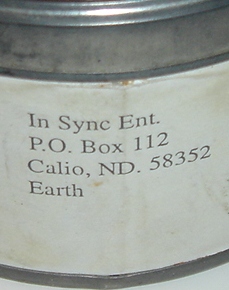 In Sync Ent.
P.O. Box 112
Calio, ND. 58352
Earth